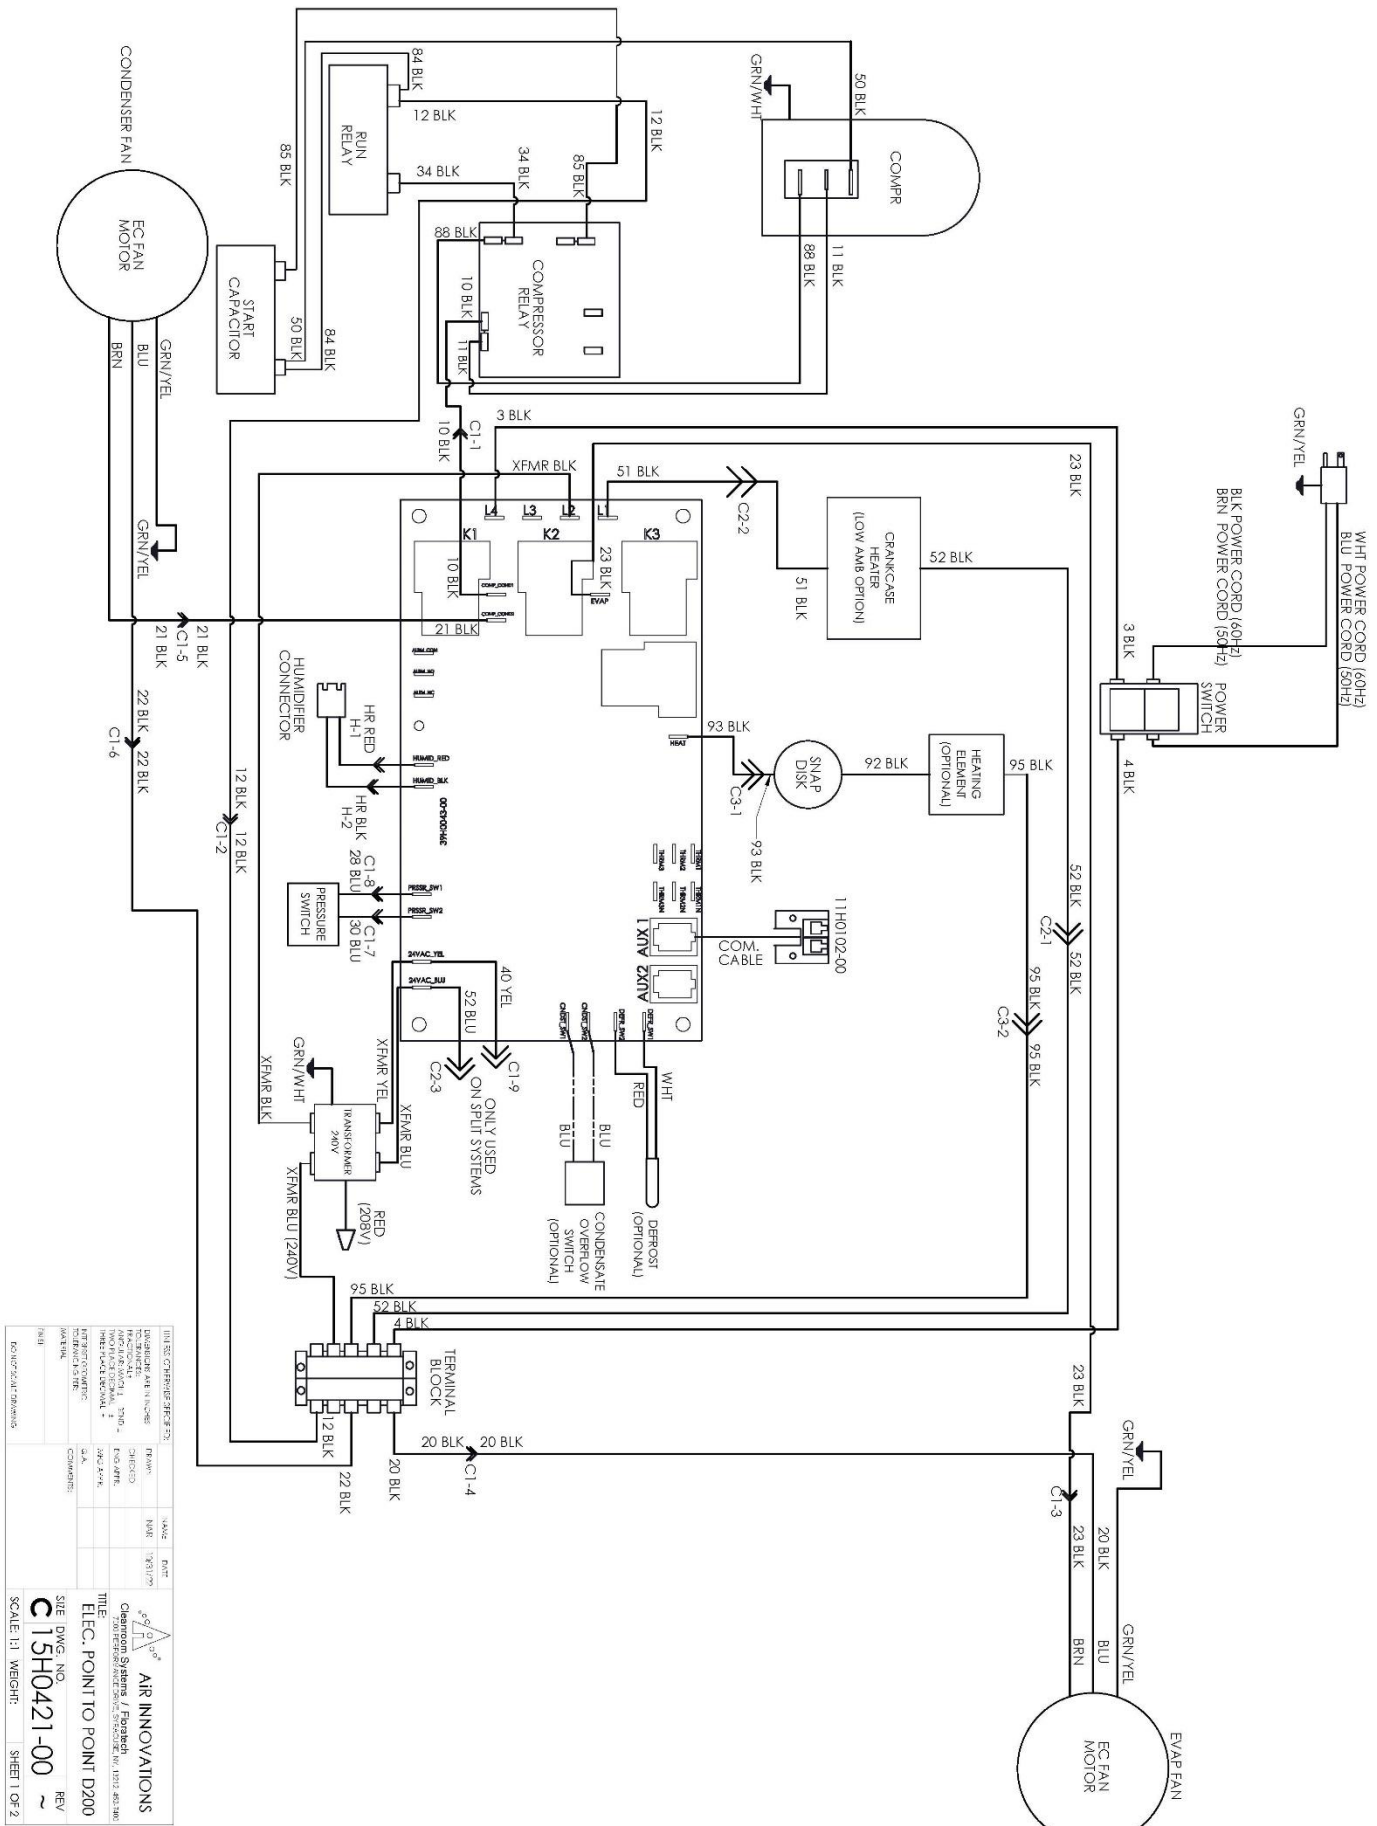 CONDENSER FAN
EC FAN
MOTOR
GRN/YEL
BLU
BRN
GRN/YEL
85 BLK
84 BLK
12 BLK
RUN
RELAY
34 BLK
34 BLK
85 BLK
12 BLK
START
CAPACITOR
50 BLK
84 BLK
88 BLK
10 BLK
11 BLK
COMPRESSOR
RELAY
COMPR
GRN/WHT
50 BLK
88 BLK
11 BLK
GRN/YEL
WHT POWER CORD (60Hz)
BLU POWER CORD (50Hz)
BLK POWER CORD (60Hz)
BRN POWER CORD (50Hz)
POWER
SWITCH
3 BLK
4 BLK
3 BLK
23 BLK
C1-1
10 BLK
XFMR BLK
51 BLK
C2-2
51 BLK
CRANKCASE
HEATER
(LOW AMB OPTION)
52 BLK
L4
L3
L2
L1
K1
K2
K3
10 BLK
23 BLK
EVAP
21 BLK
21 BLK
C1-5
21 BLK
22 BLK
C1-6
22 BLK
HUMIDIFIER
CONNECTOR
HR RED
H-1
HR BLK
H-2
HUMID_RED
HUMID_BLK
HEAT
93 BLK
C3-1
93 BLK
SNAP
DISK
92 BLK
HEATING
ELEMENT
(OPTIONAL)
95 BLK
12 BLK
C1-2
12 BLK
PRESSURE
SWITCH
C1-8
28 BLU
30 BLU
C1-7
PRSSR_SW1
PRSSR_SW2
24VAC_YEL
24VAC_BLU
AUX 1
AUX2
COM.
CABLE
11H0102-00
52 BLK
C2-1
52 BLK
95 BLK
C3-2
95 BLK
40 YEL
52 BLU
C1-9
C2-3
ONLY USED
ON SPLIT SYSTEMS
WHT
RED
DEFROST
(OPTIONAL)
BLU
BLU
CONDENSATE
OVERFLOW
SWITCH
(OPTIONAL)
GRN/WHT
XFMR BLK
XFMR YEL
XFMR BLU
TRANSFORMER
240V
RED
(208V)
XFMR BLU (240V)
95 BLK
52 BLK
4 BLK
TERMINAL
BLOCK
12 BLK
22 BLK
20 BLK
20 BLK
20 BLK
C1-4
23 BLK
C1-3
23 BLK
20 BLK
GRN/YEL
GRN/YEL
BLU
BRN
EVAP FAN
EC FAN
MOTOR
DO NOT SCALE DRAWING
AiR INNOVATIONS
Cleanroom Systems / Floratech
TITLE:
ELEC. POINT TO POINT D200
SIZE
DWG. NO.
REV
C
15H0421-00
~
SCALE: 1:1
WEIGHT:
SHEET 1 OF 2